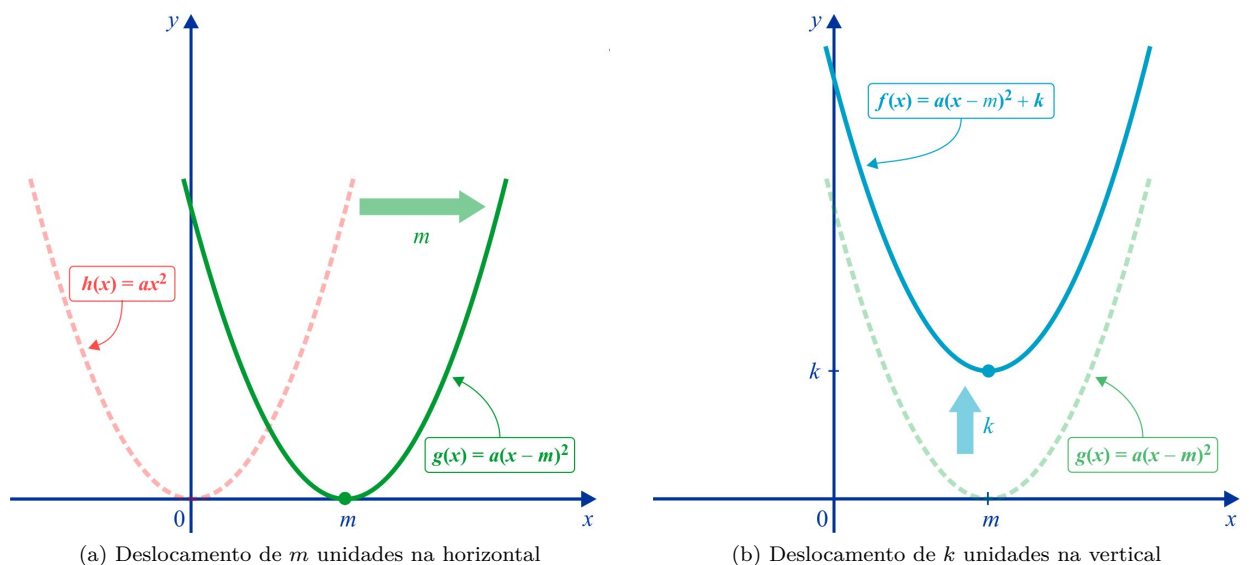 y
h(x) = ax²
m
g(x) = a(x – m)²
0
m
x
(a) Deslocamento de m unidades na horizontal
y
f(x) = a(x – m)² + k
k
k
g(x) = a(x – m)²
0
m
x
(b) Deslocamento de k unidades na vertical